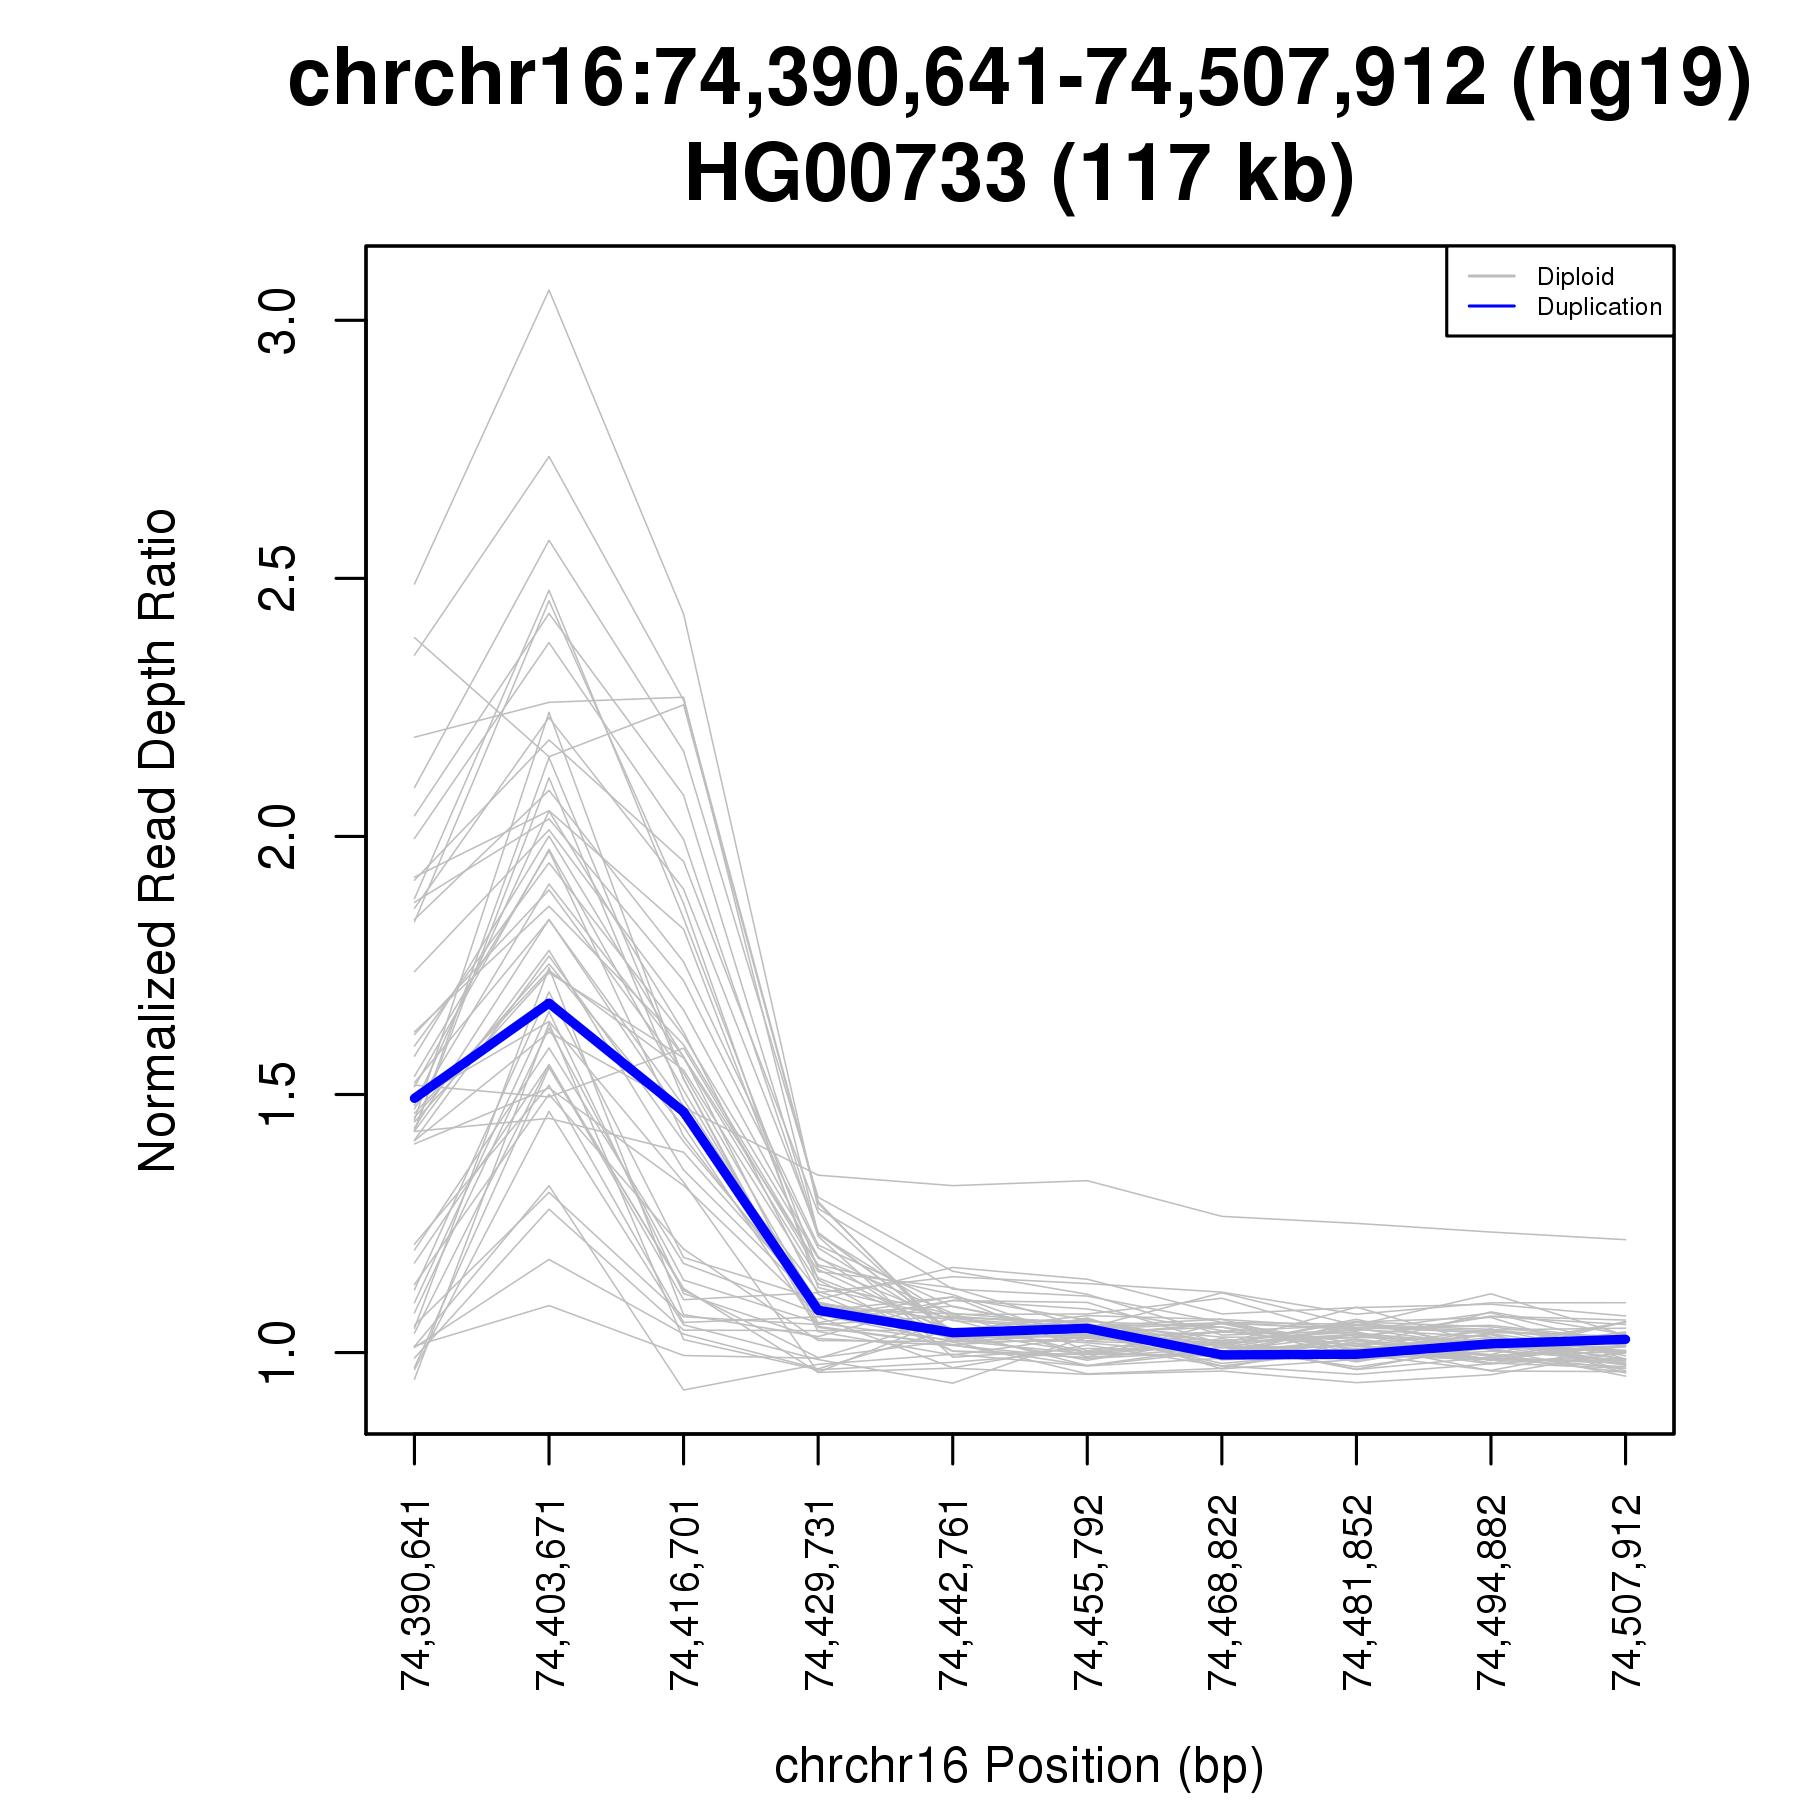 chrchr16:74,390,641-74,507,912 (hg19)
HG00733 (117 kb)
Diploid
Duplication
Normalized Read Depth Ratio
3.0
2.5
2.0
1.5
1.0
74,390,641
74,403,671
74,416,701
74,429,731
74,442,761
74,455,792
74,468,822
74,481,852
74,494,882
74,507,912
chrchr16 Position (bp)